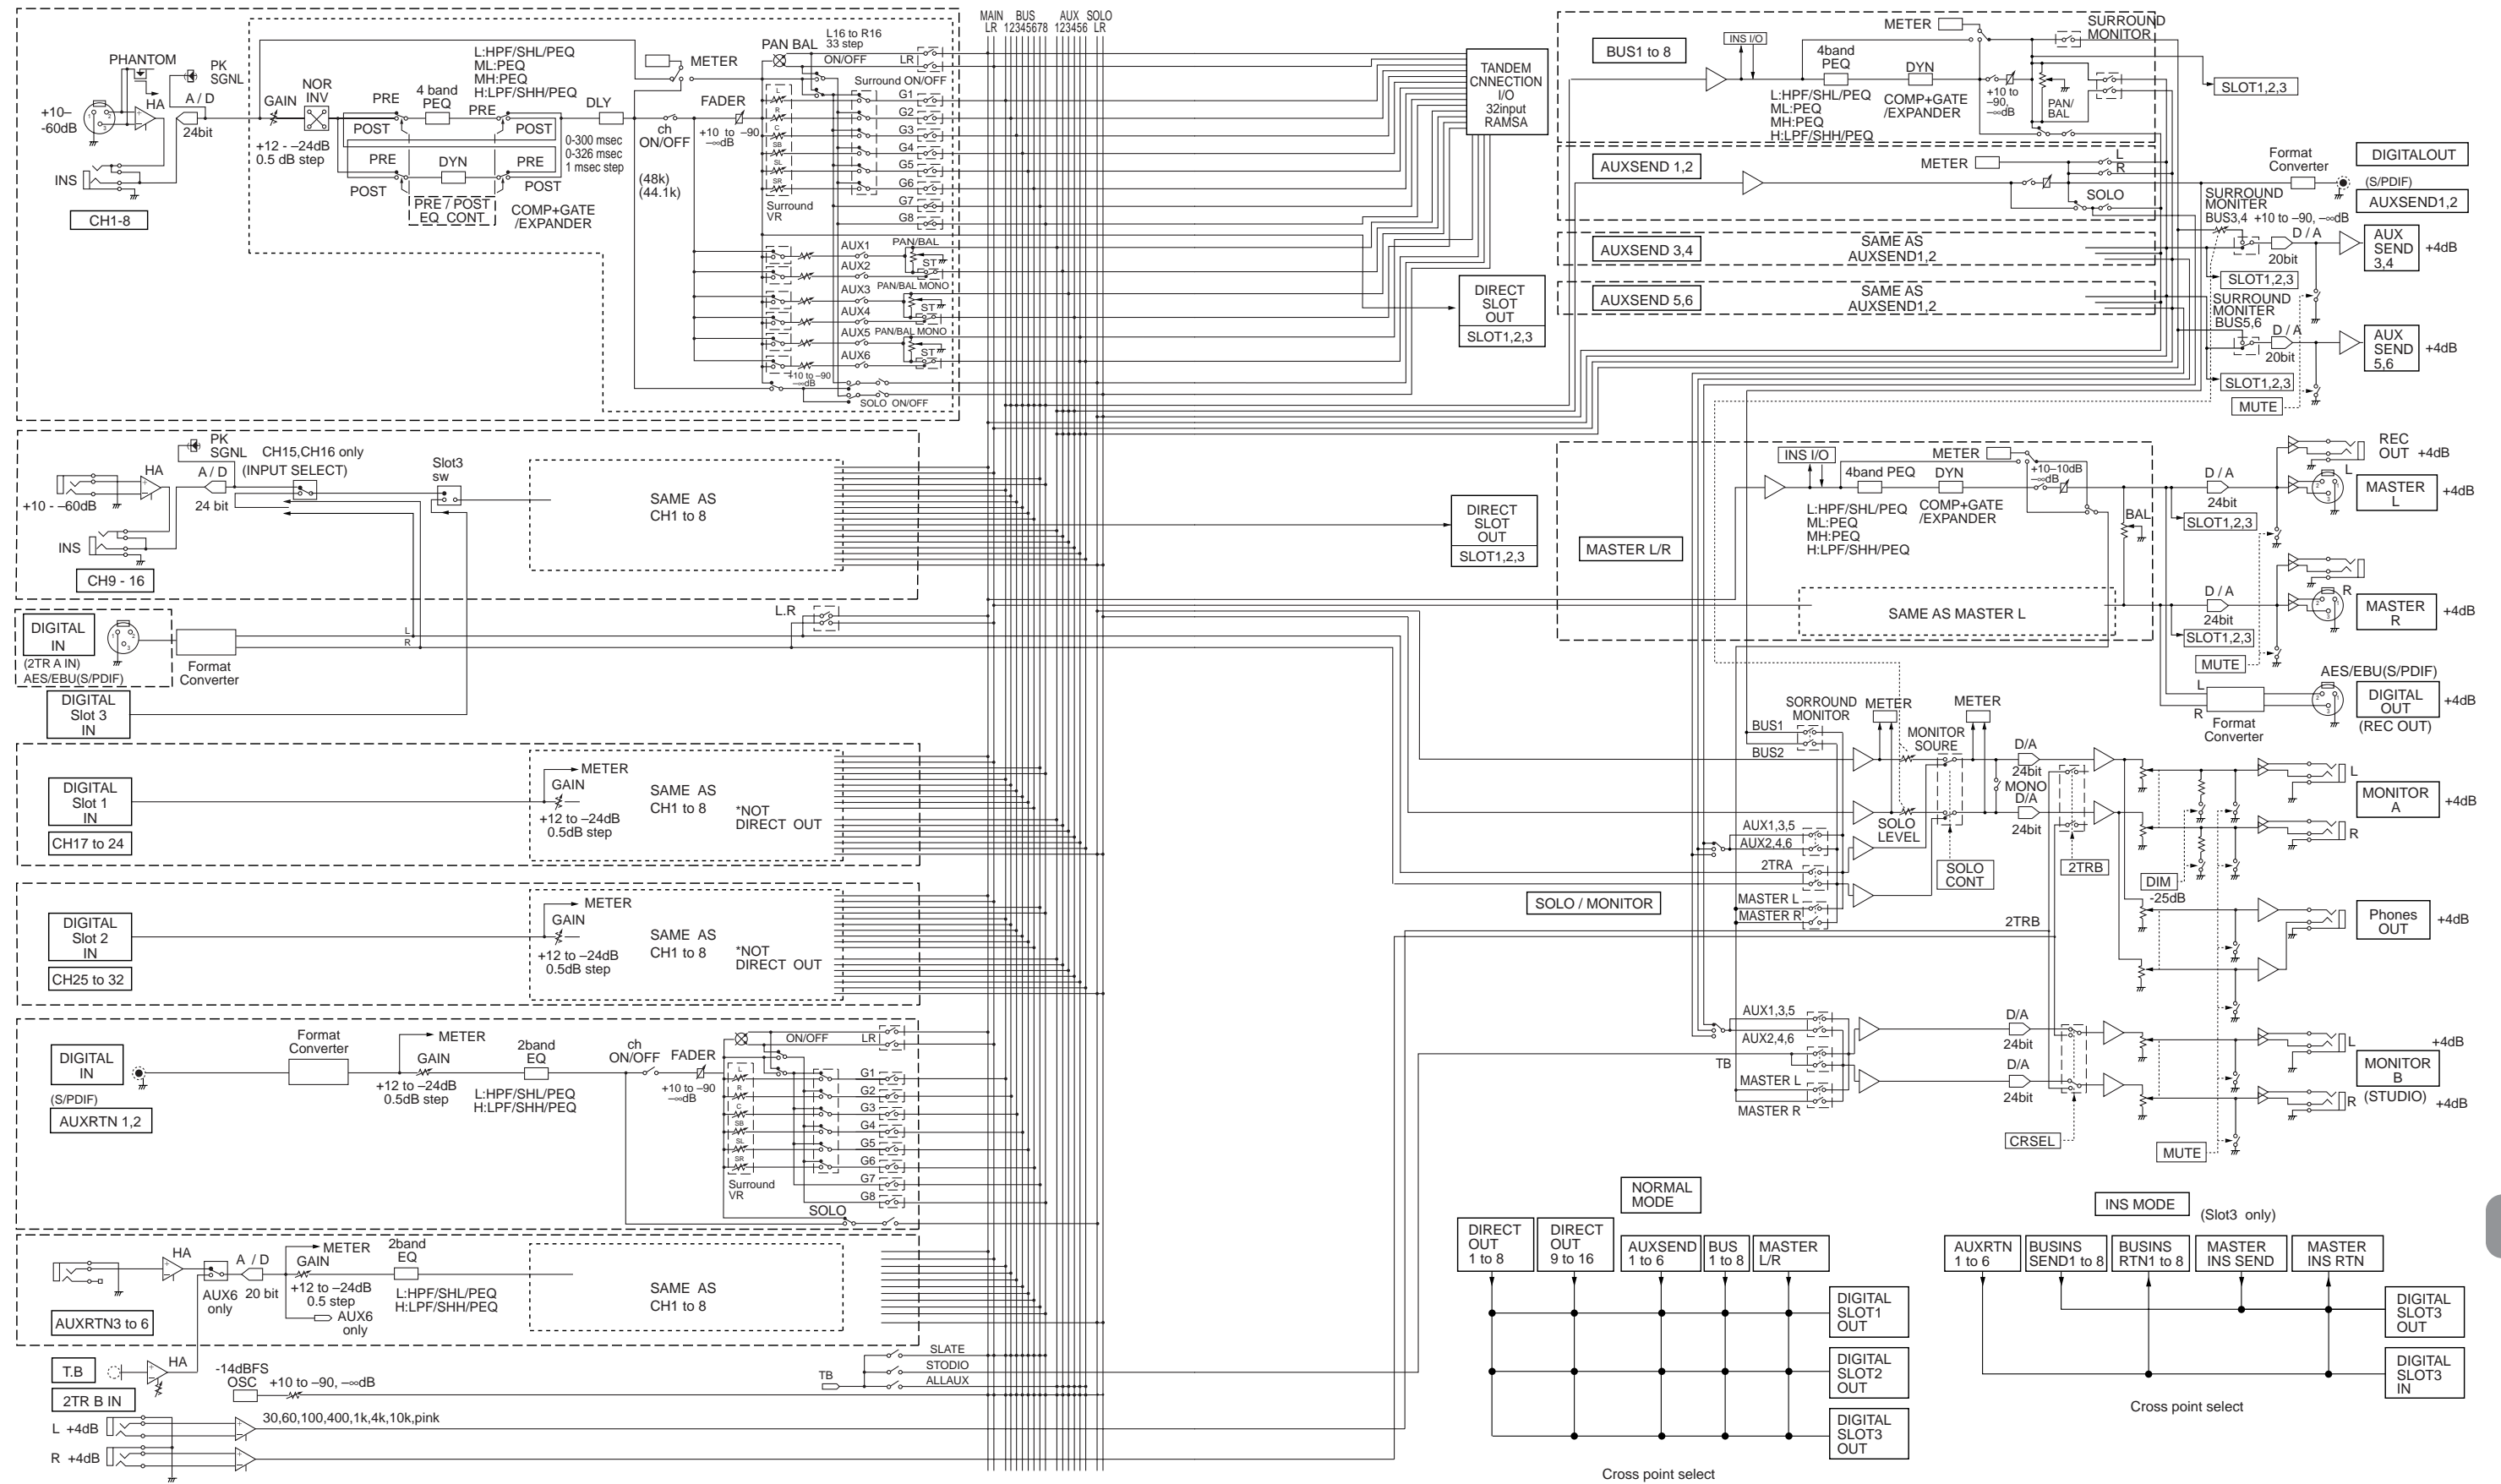 MAIN BUS AUX SOLO
LR 12345678 123456 LR
PHANTOM
PK
SGNL
+10–
-60dB
HA
A / D
24bit
INS
CH1-8
GAIN
NOR
INV
+12 - –24dB
0.5 dB step
L:HPF/SHL/PEQ
ML:PEQ
MH:PEQ
H:LPF/SHH/PEQ
PRE
4 band
PEQ
PRE
POST
POST
PRE
DYN
PRE
POST
POST
PRE / POST
EQ CONT
COMP+GATE
/EXPANDER
DLY
0-300 msec
0-326 msec
1 msec step
(48k)
(44.1k)
METER
ch
ON/OFF
FADER
+10 to –90
–∞dB
PAN BAL
L16 to R16
33 step
ON/OFF
LR
Surround ON/OFF
L
R
C
SB
SL
SR
Surround
VR
G1
G2
G3
G4
G5
G6
G7
G8
AUX1
PAN/BAL
AUX2
ST
AUX3
PAN/BAL MONO
AUX4
ST
AUX5
PAN/BAL MONO
AUX6
ST
+10 to –90
–∞dB
SOLO ON/OFF
TANDEM
CNNECTION
I/O
32input
RAMSA
DIRECT
SLOT
OUT
SLOT1,2,3
PK
SGNL
CH15,CH16 only
(INPUT SELECT)
HA
A / D
+10 - –60dB
24 bit
Slot3
sw
INS
CH9 - 16
SAME AS
CH1 to 8
DIRECT
SLOT
OUT
SLOT1,2,3
DIGITAL
IN
(2TR A IN)
AES/EBU(S/PDIF)
Format
Converter
L
R
L.R
DIGITAL
Slot 3
IN
DIGITAL
Slot 1
IN
CH17 to 24
METER
GAIN
+12 to –24dB
0.5dB step
SAME AS
CH1 to 8
*NOT
DIRECT OUT
DIGITAL
Slot 2
IN
CH25 to 32
METER
GAIN
+12 to –24dB
0.5dB step
SAME AS
CH1 to 8
*NOT
DIRECT OUT
DIGITAL
IN
(S/PDIF)
AUXRTN 1,2
Format
Converter
METER
GAIN
+12 to –24dB
0.5dB step
2band
EQ
L:HPF/SHL/PEQ
H:LPF/SHH/PEQ
ch
ON/OFF
FADER
+10 to –90
–∞dB
ON/OFF
LR
L
R
C
SB
SL
SR
Surround
VR
G1
G2
G3
G4
G5
G6
G7
G8
SOLO
HA
A / D
AUX6
only
20 bit
METER
GAIN
+12 to –24dB
0.5 step
AUX6
only
2band
EQ
L:HPF/SHL/PEQ
H:LPF/SHH/PEQ
SAME AS
CH1 to 8
AUXRTN3 to 6
T.B
HA
-14dBFS
OSC
+10 to –90, –∞dB
2TR B IN
30,60,100,400,1k,4k,10k,pink
L +4dB
R +4dB
TB
SLATE
STODIO
ALLAUX
BUS1 to 8
INS I/O
METER
4band
PEQ
DYN
L:HPF/SHL/PEQ
ML:PEQ
MH:PEQ
H:LPF/SHH/PEQ
COMP+GATE
/EXPANDER
+10 to
–90,
–∞dB
PAN/
BAL
SURROUND
MONITOR
SLOT1,2,3
AUXSEND 1,2
METER
L
R
SOLO
Format
Converter
DIGITALOUT
(S/PDIF)
AUXSEND1,2
AUXSEND 3,4
SAME AS
AUXSEND1,2
AUXSEND 5,6
SAME AS
AUXSEND1,2
SURROUND
MONITER
BUS3,4 +10 to –90, –∞dB
D / A
20bit
AUX
SEND
3,4
+4dB
SLOT1,2,3
SURROUND
MONITER
BUS5,6
D / A
20bit
AUX
SEND
5,6
+4dB
SLOT1,2,3
MUTE
MASTER L/R
INS I/O
4band PEQ
METER
DYN
+10–10dB
–∞dB
L:HPF/SHL/PEQ
ML:PEQ
MH:PEQ
H:LPF/SHH/PEQ
COMP+GATE
/EXPANDER
BAL
SAME AS MASTER L
REC
OUT +4dB
D / A
24bit
SLOT1,2,3
L
MASTER
L
+4dB
D / A
24bit
SLOT1,2,3
R
MASTER
R
+4dB
MUTE
AES/EBU(S/PDIF)
L
R
Format
Converter
DIGITAL
OUT
+4dB
(REC OUT)
SORROUND
MONITOR
BUS1
BUS2
METER
METER
MONITOR
SOURE
SOLO
LEVEL
SOLO
CONT
D/A
24bit
MONO
D/A
24bit
2TRB
AUX1,3,5
AUX2,4,6
2TRA
MASTER L
MASTER R
SOLO / MONITOR
2TRB
L
MONITOR
A
+4dB
R
DIM
-25dB
Phones
OUT
+4dB
AUX1,3,5
AUX2,4,6
TB
MASTER L
MASTER R
D/A
24bit
D/A
24bit
CRSEL
MUTE
L
+4dB
MONITOR
B
(STUDIO)
R
+4dB
NORMAL
MODE
DIRECT
OUT
1 to 8
DIRECT
OUT
9 to 16
AUXSEND
1 to 6
BUS
1 to 8
MASTER
L/R
DIGITAL
SLOT1
OUT
DIGITAL
SLOT2
OUT
DIGITAL
SLOT3
OUT
Cross point select
INS MODE
(Slot3 only)
AUXRTN
1 to 6
BUSINS
SEND1 to 8
BUSINS
RTN1 to 8
MASTER
INS SEND
MASTER
INS RTN
DIGITAL
SLOT3
OUT
DIGITAL
SLOT3
IN
Cross point select